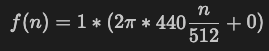 f(n) = 1 * (2π * 440 n/512 + 0)